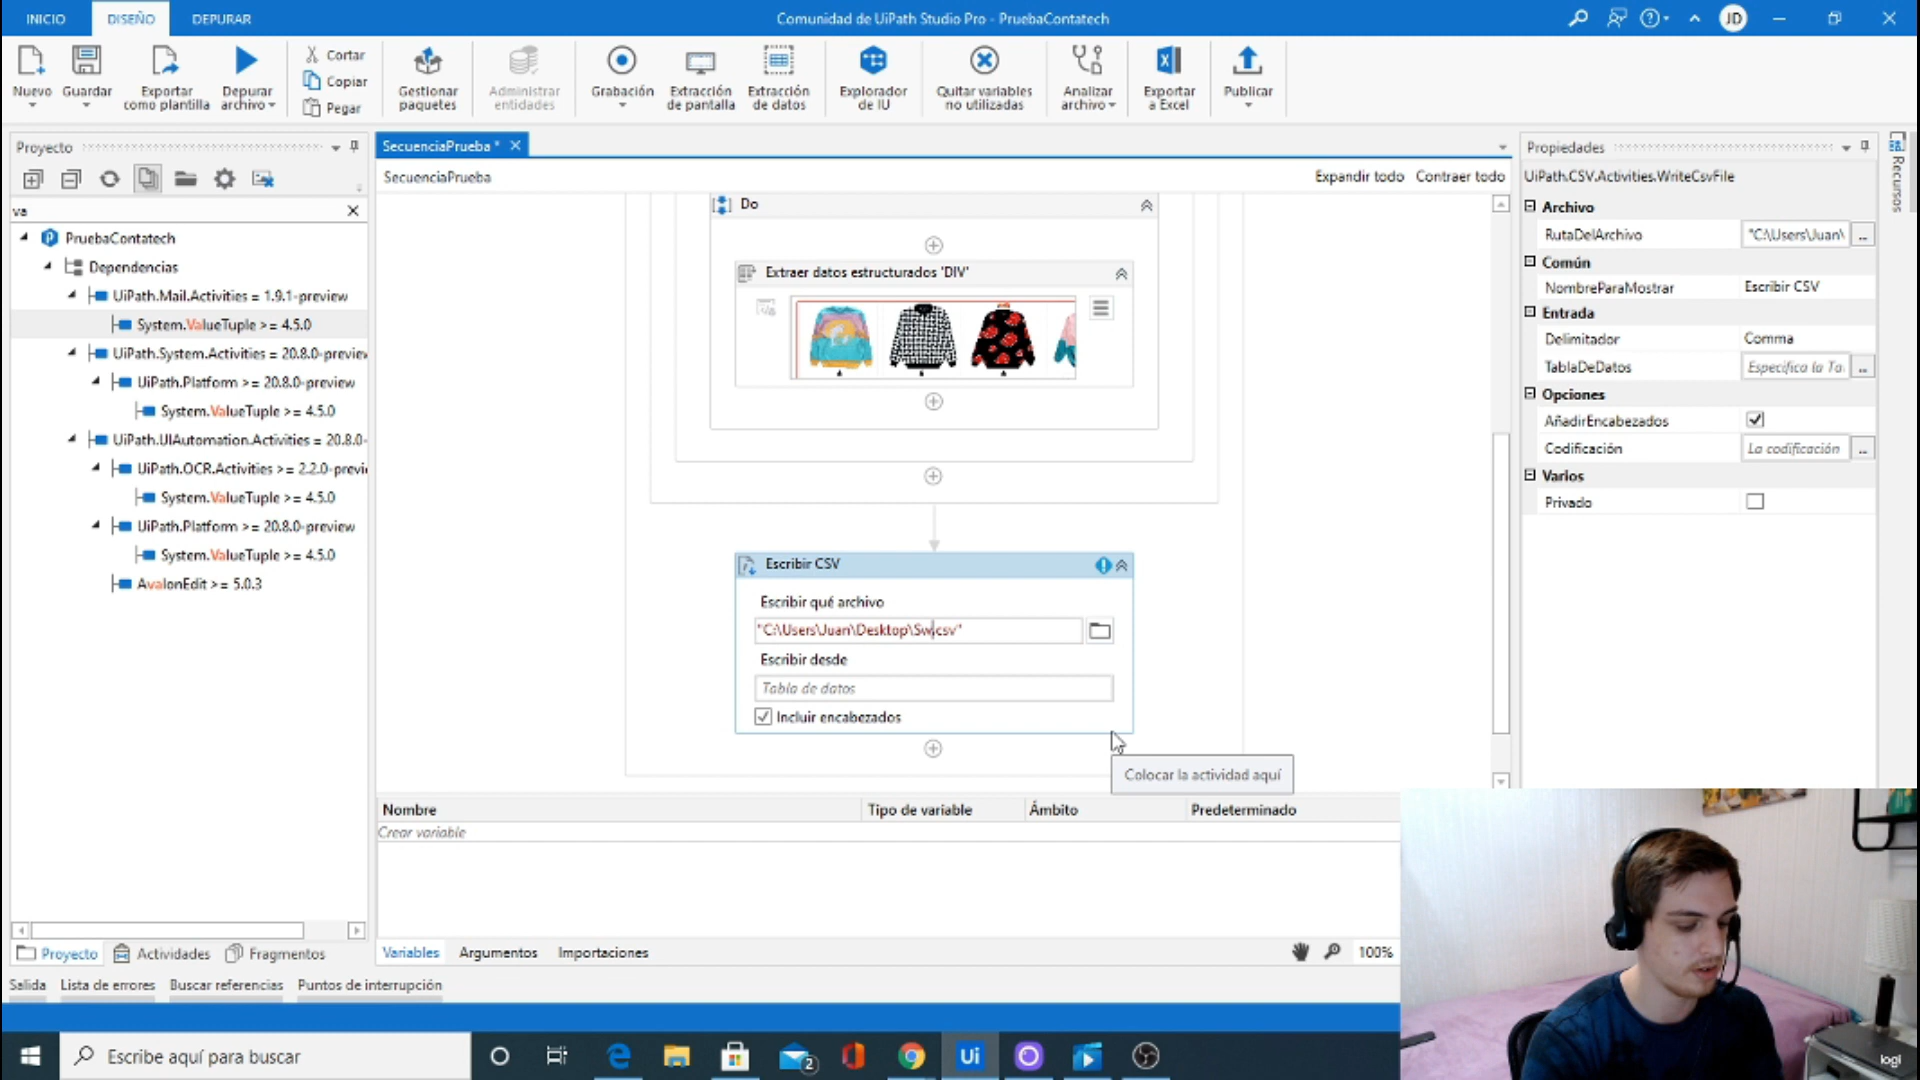 INICIO
DISEÑO
DEPURAR
Comunidad de UiPath Studio Pro - PruebaContatech
JD
Nuevo
Guardar
Exportar como plantilla
Depurar archivo
Cortar
Copiar
Pegar
Gestionar paquetes
Administrar entidades
Grabación
Extracción de pantalla
Extracción de datos
Explorador de IU
Quitar variables no utilizadas
Analizar archivo
Exportar a Excel
Publicar
Proyecto
va
PruebaContatech
Dependencias
UiPath.Mail.Activities = 1.9.1-preview
System.ValueTuple >= 4.5.0
UiPath.System.Activities = 20.8.0-preview
UiPath.Platform >= 20.8.0-preview
System.ValueTuple >= 4.5.0
UiPath.UIAutomation.Activities = 20.8.0-
UiPath.OCR.Activities >= 2.2.0-previ
System.ValueTuple >= 4.5.0
UiPath.Platform >= 20.8.0-preview
System.ValueTuple >= 4.5.0
AvalonEdit >= 5.0.3
Proyecto
Actividades
Fragmentos
SecuenciaPrueba *
SecuenciaPrueba
Expandir todo
Contraer todo
Do
Extraer datos estructurados 'DIV'
Escribir CSV
Escribir qué archivo
"C:\Users\Juan\Desktop\Sw.csv"
Escribir desde
Tabla de datos
Incluir encabezados
Colocar la actividad aquí
Nombre
Tipo de variable
Ámbito
Predeterminado
Crear variable
Variables
Argumentos
Importaciones
100%
Propiedades
UiPath.CSV.Activities.WriteCsvFile
Archivo
RutaDelArchivo
"C:\Users\Juan\
...
Común
NombreParaMostrar
Escribir CSV
Entrada
Delimitador
Comma
TablaDeDatos
Especifica la Ta
...
Opciones
AñadirEncabezados
Codificación
La codificación
...
Varios
Privado
Recursos
Salida
Lista de errores
Buscar referencias
Puntos de interrupción
Escribe aquí para buscar
2
Ui
logi